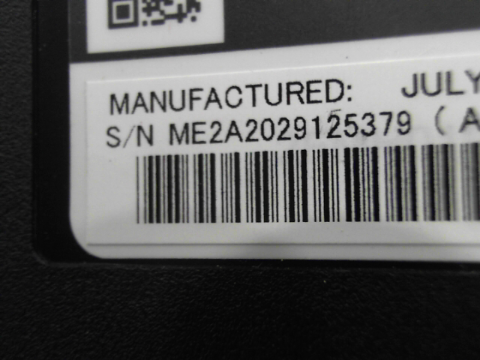 MANUFACTURED: JULY
S/N ME2A2029125379 ( A